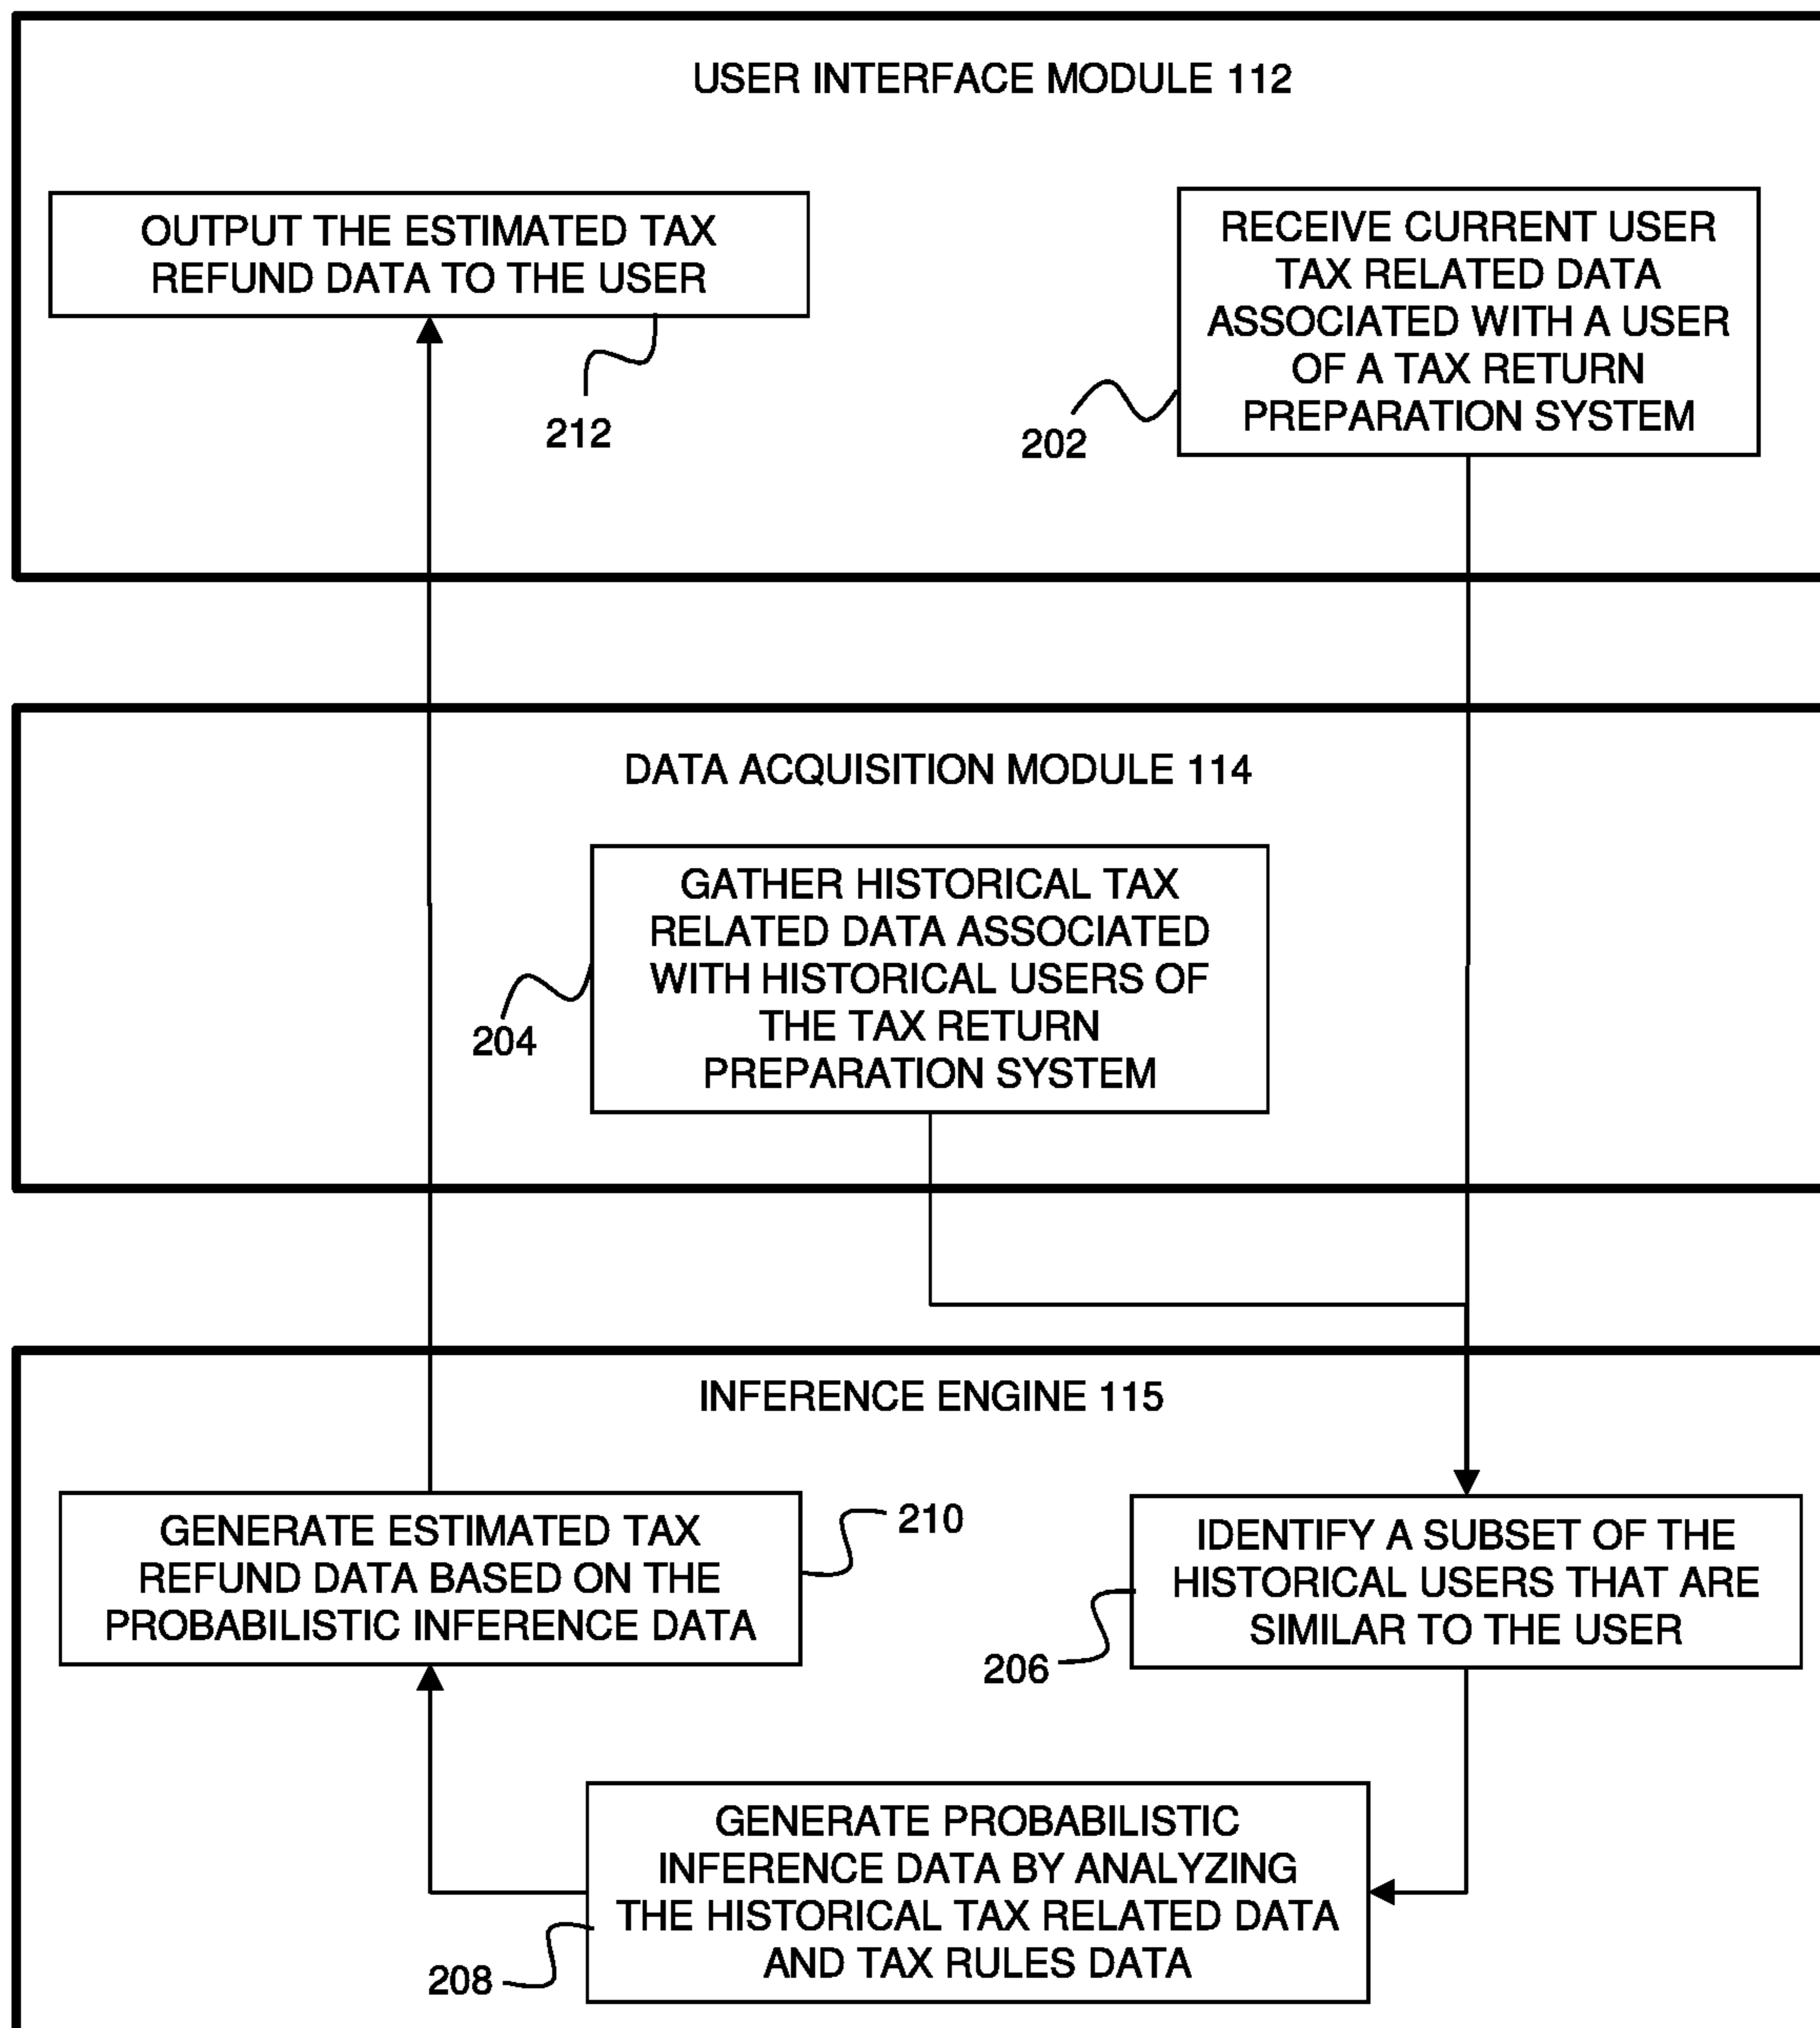 USER INTERFACE MODULE 112
OUTPUT THE ESTIMATED TAX
REFUND DATA TO THE USER
212
RECEIVE CURRENT USER
TAX RELATED DATA
ASSOCIATED WITH A USER
OF A TAX RETURN
PREPARATION SYSTEM
202
DATA ACQUISITION MODULE 114
GATHER HISTORICAL TAX
RELATED DATA ASSOCIATED
WITH HISTORICAL USERS OF
THE TAX RETURN
PREPARATION SYSTEM
204
INFERENCE ENGINE 115
GENERATE ESTIMATED TAX
REFUND DATA BASED ON THE
PROBABILISTIC INFERENCE DATA
210
IDENTIFY A SUBSET OF THE
HISTORICAL USERS THAT ARE
SIMILAR TO THE USER
206
GENERATE PROBABILISTIC
INFERENCE DATA BY ANALYZING
THE HISTORICAL TAX RELATED DATA
AND TAX RULES DATA
208